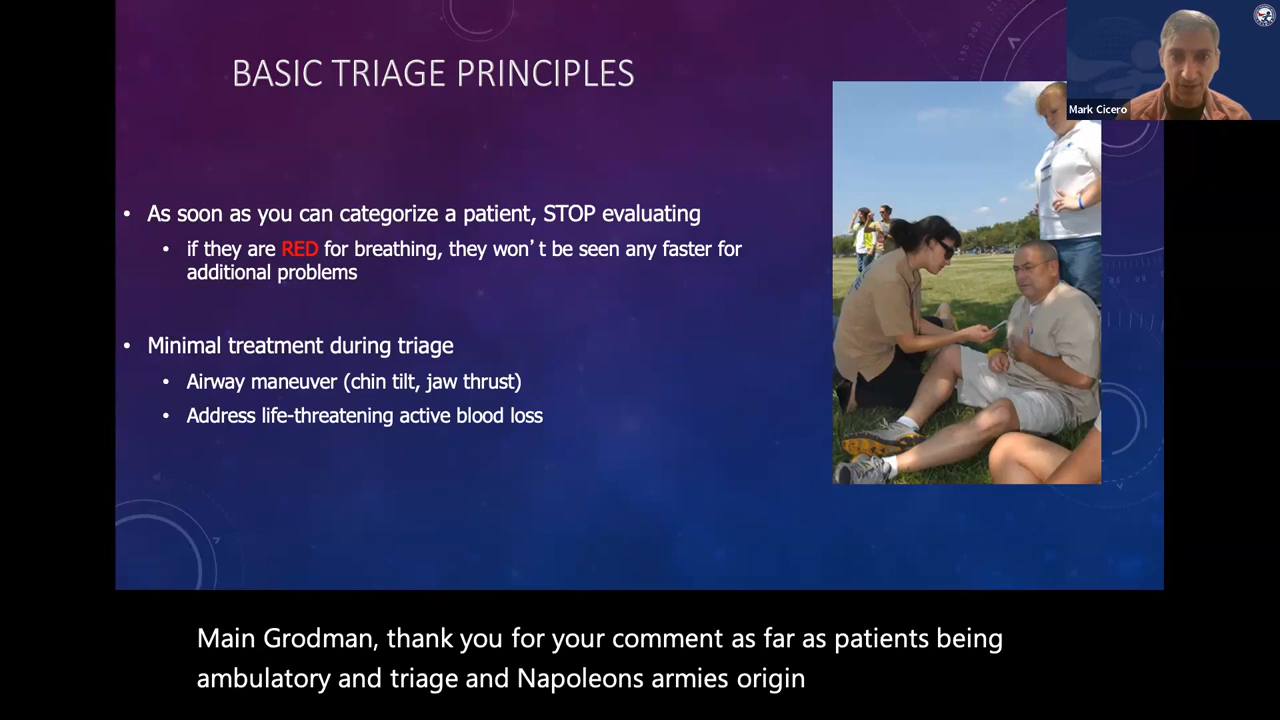 BASIC TRIAGE PRINCIPLES
Mark Cicero
• As soon as you can categorize a patient, STOP evaluating
• if they are RED for breathing, they won't be seen any faster for
additional problems
• Minimal treatment during triage
• Airway maneuver (chin tilt, jaw thrust)
• Address life-threatening active blood loss
Main Grodman, thank you for your comment as far as patients being
ambulatory and triage and Napoleons armies origin